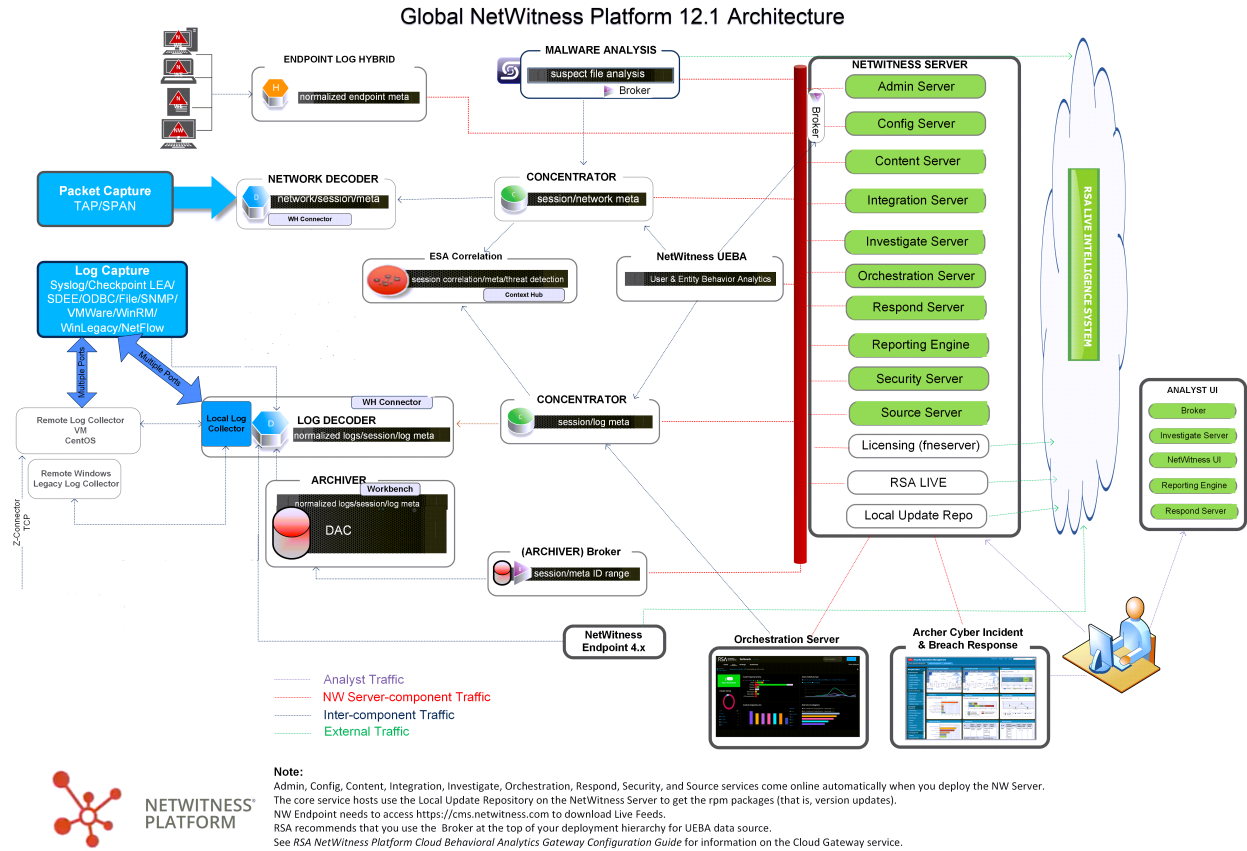 Global NetWitness Platform 12.1 Architecture
ENDPOINT LOG HYBRID
H
normalized endpoint meta
N
N
N
NW
MALWARE ANALYSIS
suspect file analysis
Broker
NETWITNESS SERVER
Broker
Admin Server
Config Server
Content Server
Integration Server
Investigate Server
Orchestration Server
Respond Server
Reporting Engine
Security Server
Source Server
Licensing (fneserver)
RSA LIVE
Local Update Repo
RSA LIVE INTELLIGENCE SYSTEM
Packet Capture
TAP/SPAN
NETWORK DECODER
D
network/session/meta
WH Connector
CONCENTRATOR
C
session/network meta
ESA Correlation
session correlation/meta/threat detection
Context Hub
NetWitness UEBA
User & Entity Behavior Analytics
Log Capture
Syslog/Checkpoint LEA/
SDEE/ODBC/File/SNMP/
VMWare/WinRM/
WinLegacy/NetFlow
Multiple Ports
Multiple Ports
Remote Log Collector
VM
CentOS
Remote Windows
Legacy Log Collector
Z-Connector
TCP
Local Log
Collector
WH Connector
D
LOG DECODER
normalized logs/session/log meta
CONCENTRATOR
C
session/log meta
ARCHIVER
Workbench
normalized logs/session/log meta
DAC
(ARCHIVER) Broker
session/meta ID range
NetWitness
Endpoint 4.x
ANALYST UI
Broker
Investigate Server
NetWitness UI
Reporting Engine
Respond Server
Orchestration Server
RSA
Archer Cyber Incident
& Breach Response
Analyst Traffic
NW Server-component Traffic
Inter-component Traffic
External Traffic
NETWITNESS®
PLATFORM
Note:
Admin, Config, Content, Integration, Investigate, Orchestration, Respond, Security, and Source services come online automatically when you deploy the NW Server.
The core service hosts use the Local Update Repository on the NetWitness Server to get the rpm packages (that is, version updates).
NW Endpoint needs to access https://cms.netwitness.com to download Live Feeds.
RSA recommends that you use the Broker at the top of your deployment hierarchy for UEBA data source.
See RSA NetWitness Platform Cloud Behavioral Analytics Gateway Configuration Guide for information on the Cloud Gateway service.